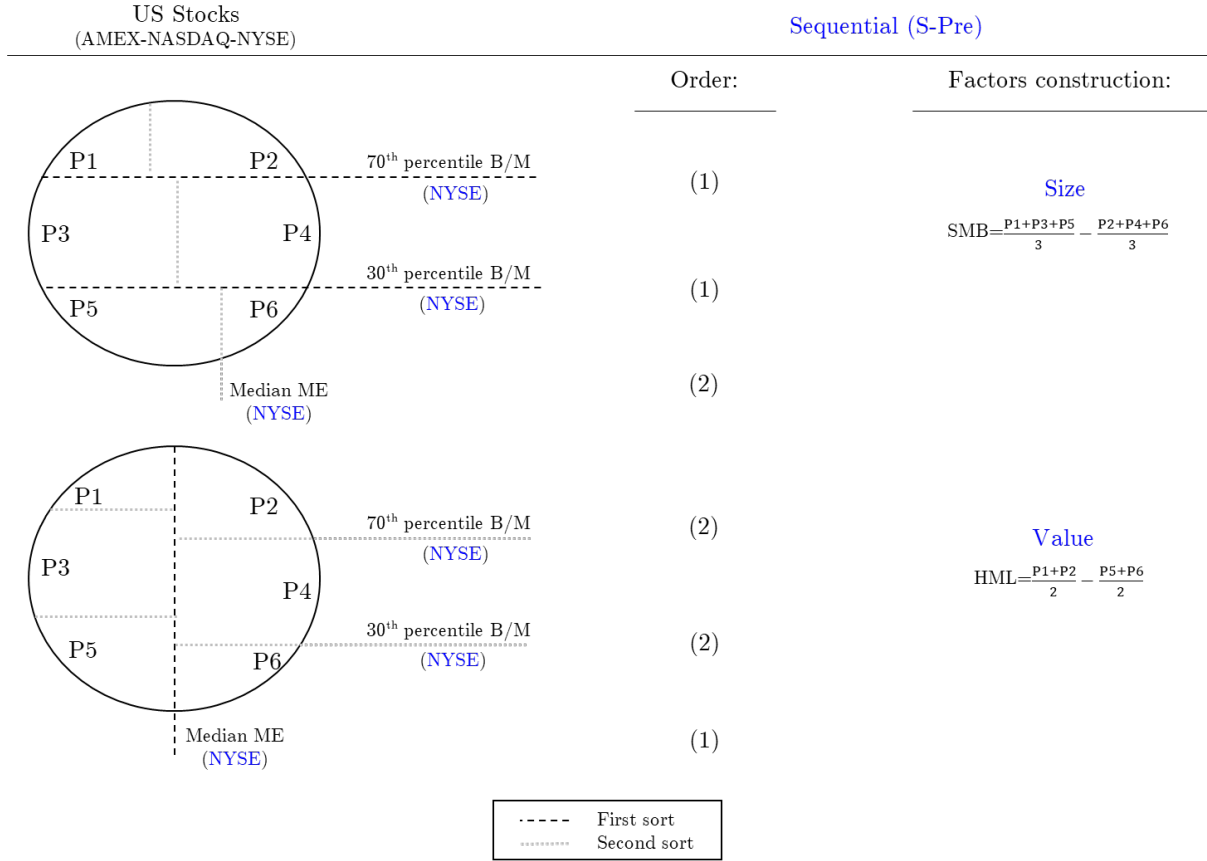 US Stocks
(AMEX-NASDAQ-NYSE)
Sequential (S-Pre)
Order:
Factors construction:
P1
P2
70th percentile B/M
(NYSE)
(1)
Size
P3
P4
SMB=P1+P3+P5/3 − P2+P4+P6/3
30th percentile B/M
(NYSE)
(1)
P5
P6
Median ME
(NYSE)
(2)
P1
P2
70th percentile B/M
(NYSE)
(2)
Value
P3
P4
HML=P1+P2/2 − P5+P6/2
30th percentile B/M
(NYSE)
(2)
P5
P6
Median ME
(NYSE)
(1)
First sort
Second sort